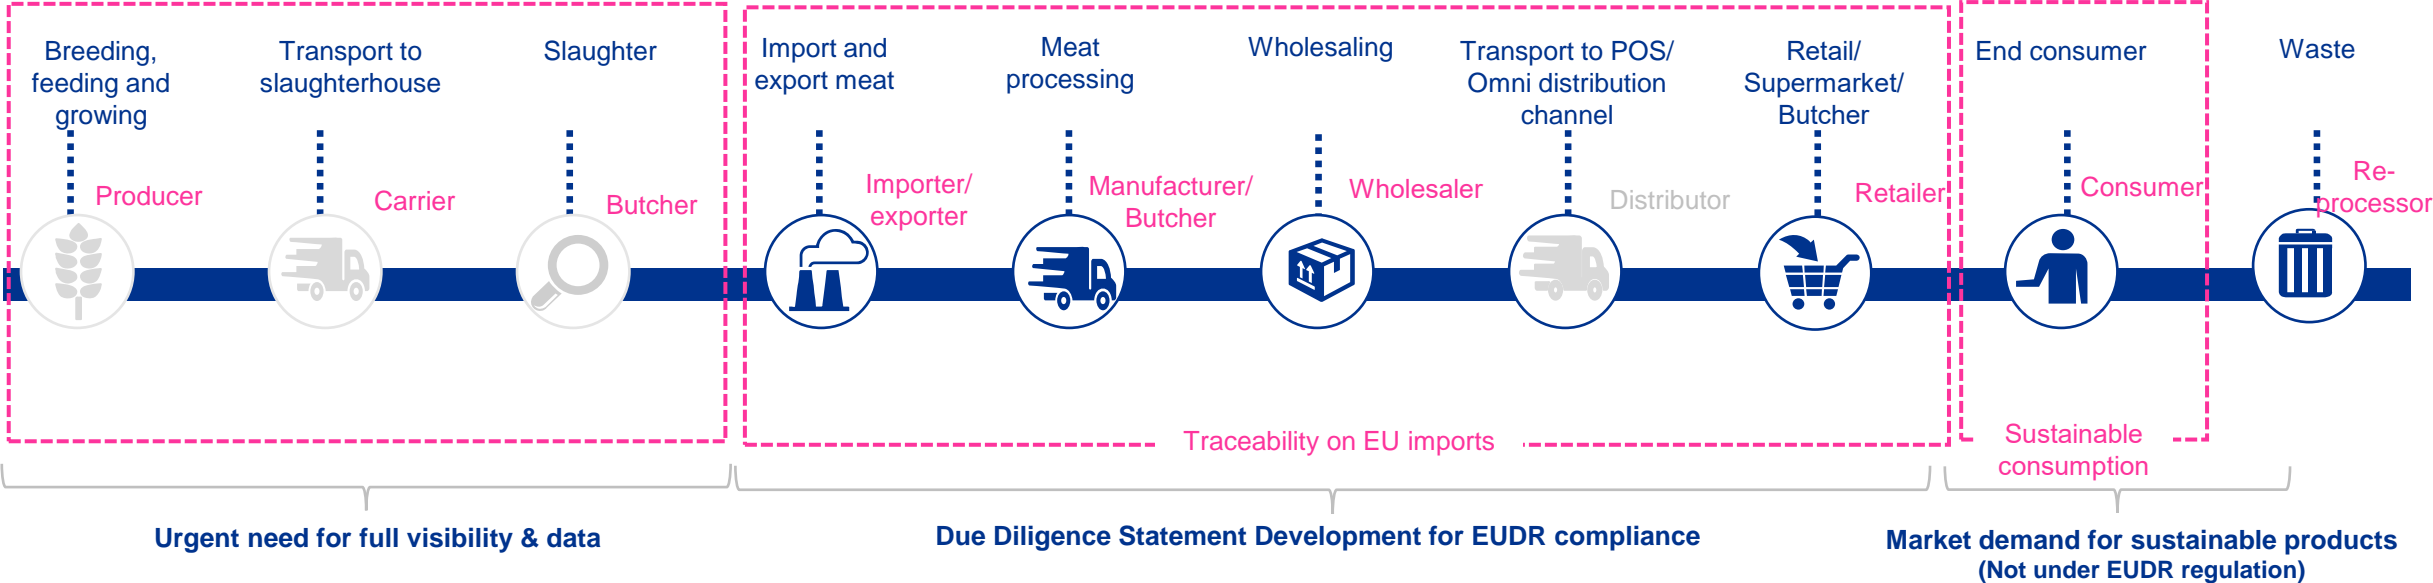 Breeding,
feeding and
growing
Transport to
slaughterhouse
Slaughter
Import and
export meat
Meat
processing
Wholesaling
Transport to POS/
Omni distribution
channel
Retail/
Supermarket/
Butcher
End consumer
Waste
Producer
Carrier
Butcher
Importer/
exporter
Manufacturer/
Butcher
Wholesaler
Distributor
Retailer
Consumer
Re-
processor
Traceability on EU imports
Sustainable
consumption
Urgent need for full visibility & data
Due Diligence Statement Development for EUDR compliance
Market demand for sustainable products
(Not under EUDR regulation)